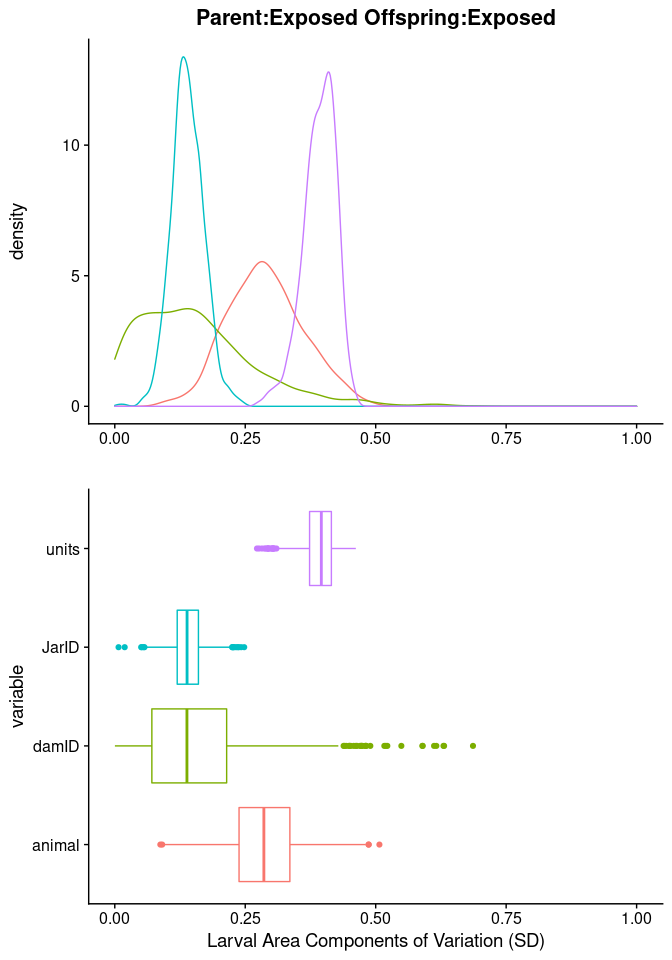 Parent:Exposed Offspring:Exposed
density
10
5
0
0.00 0.25 0.50 0.75 1.00
variable
units
JarID
damID
animal
0.00 0.25 0.50 0.75 1.00
Larval Area Components of Variation (SD)